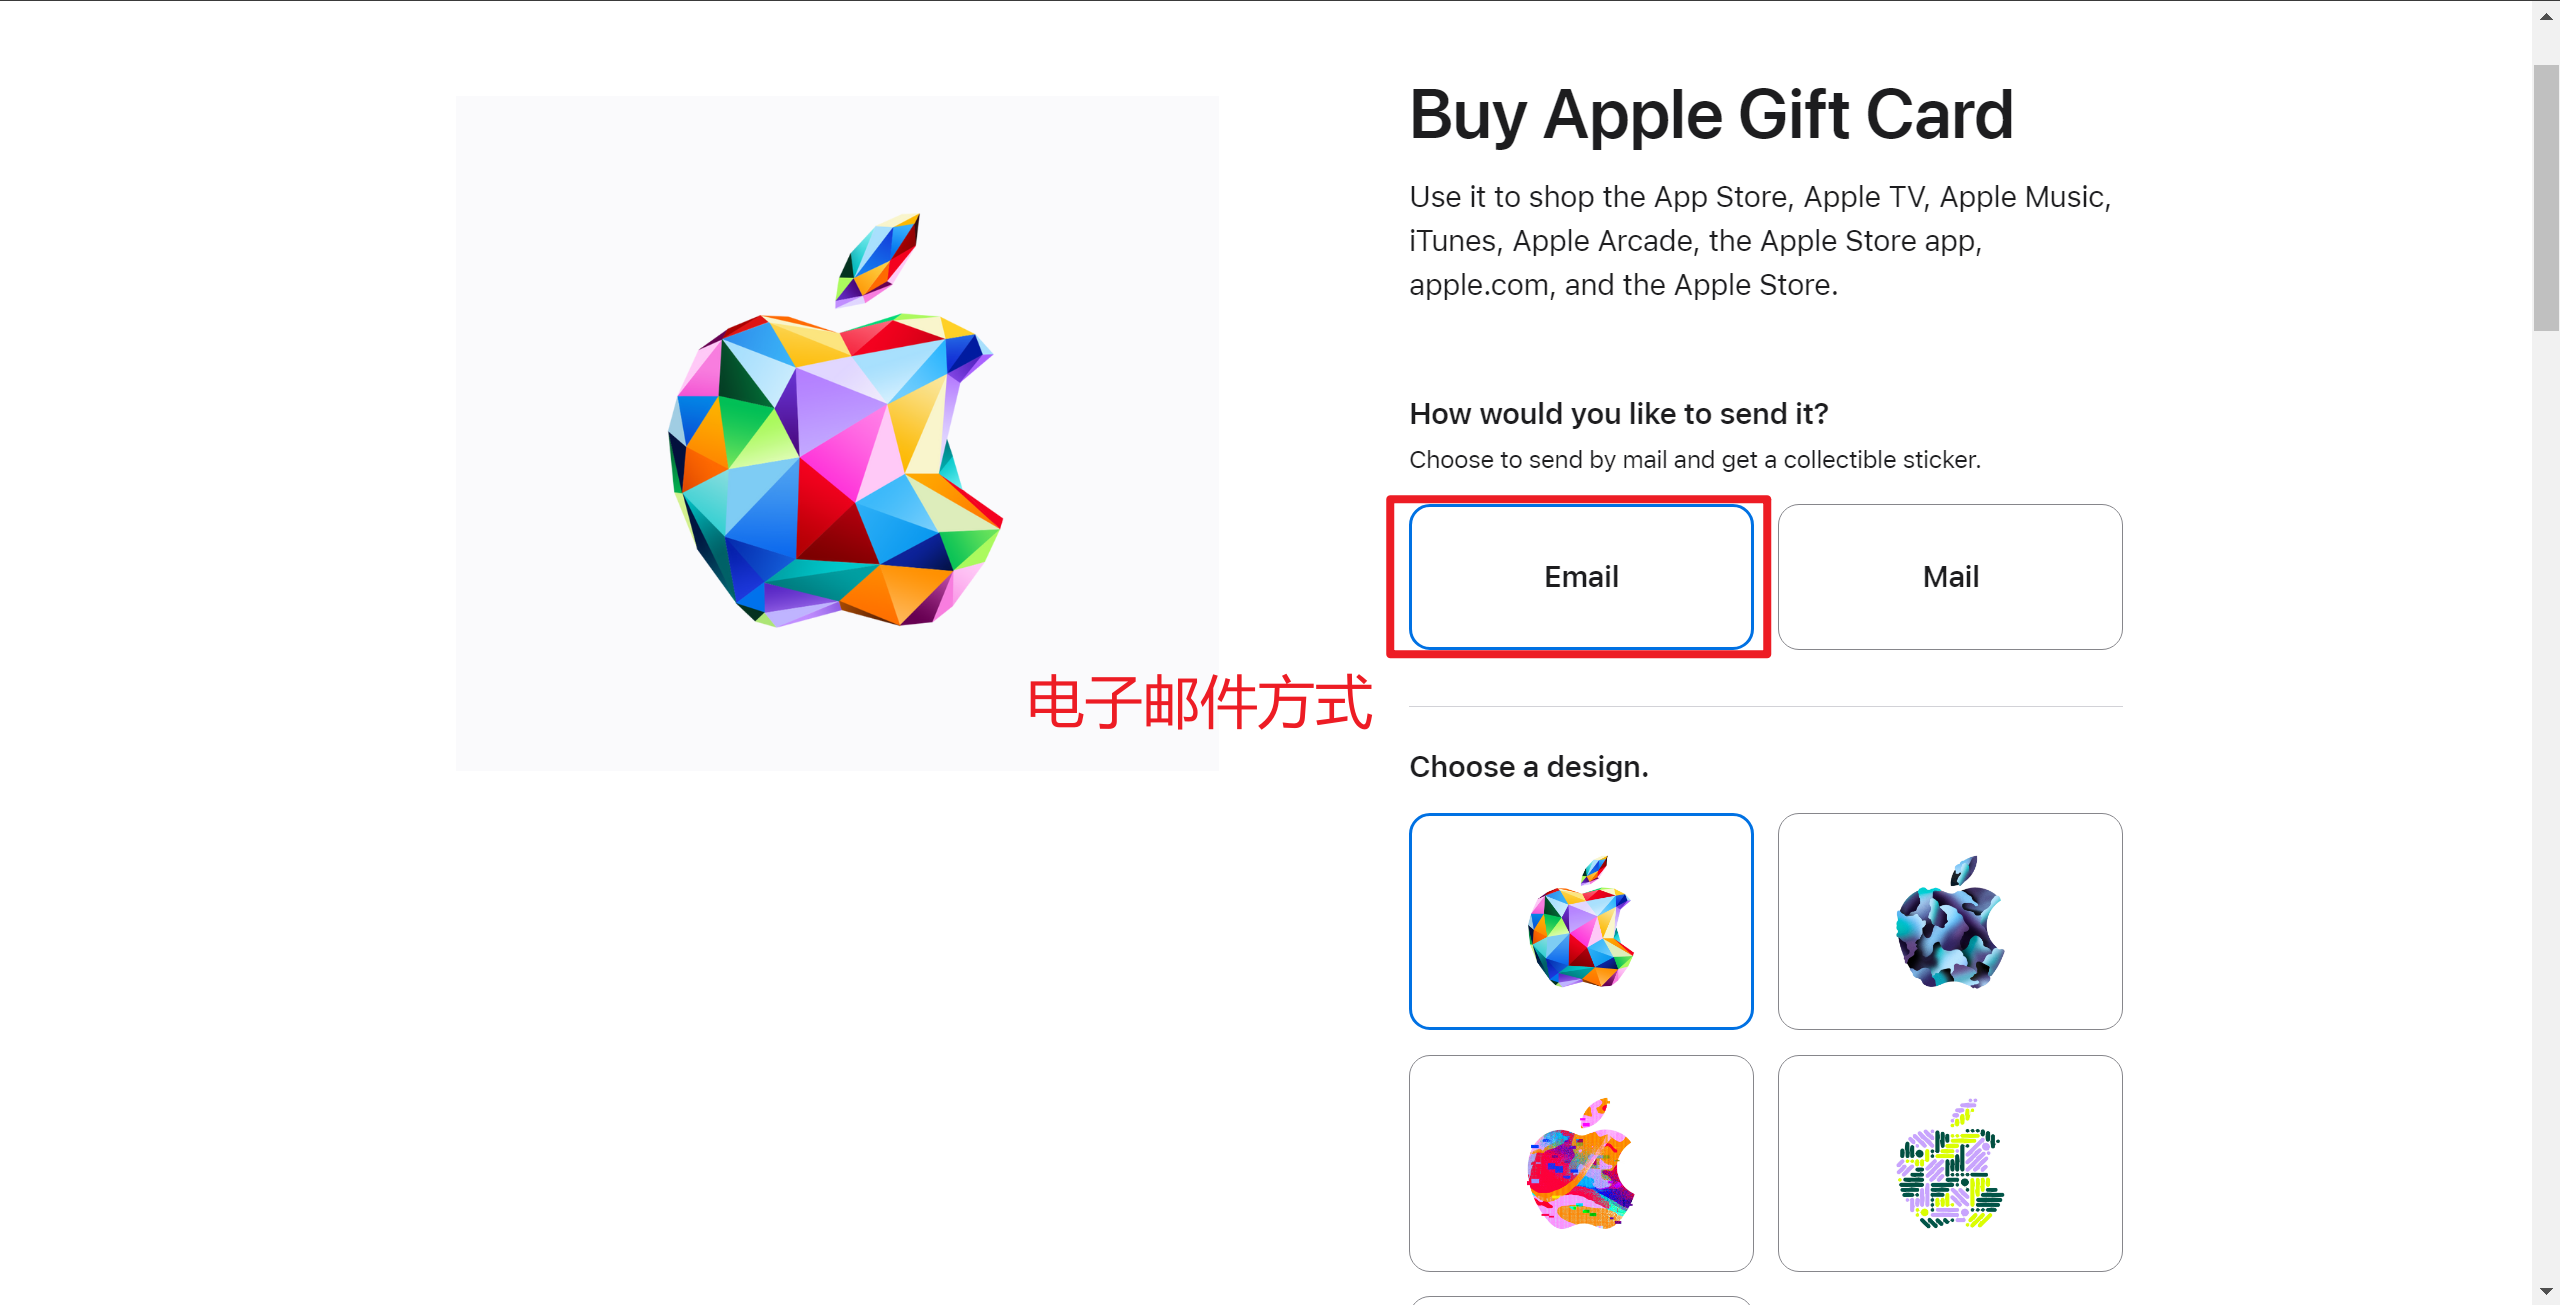 Buy Apple Gift Card
Use it to shop the App Store, Apple TV, Apple Music,
iTunes, Apple Arcade, the Apple Store app,
apple.com, and the Apple Store.
How would you like to send it?
Choose to send by mail and get a collectible sticker.
Email
Mail
电子邮件方式
Choose a design.